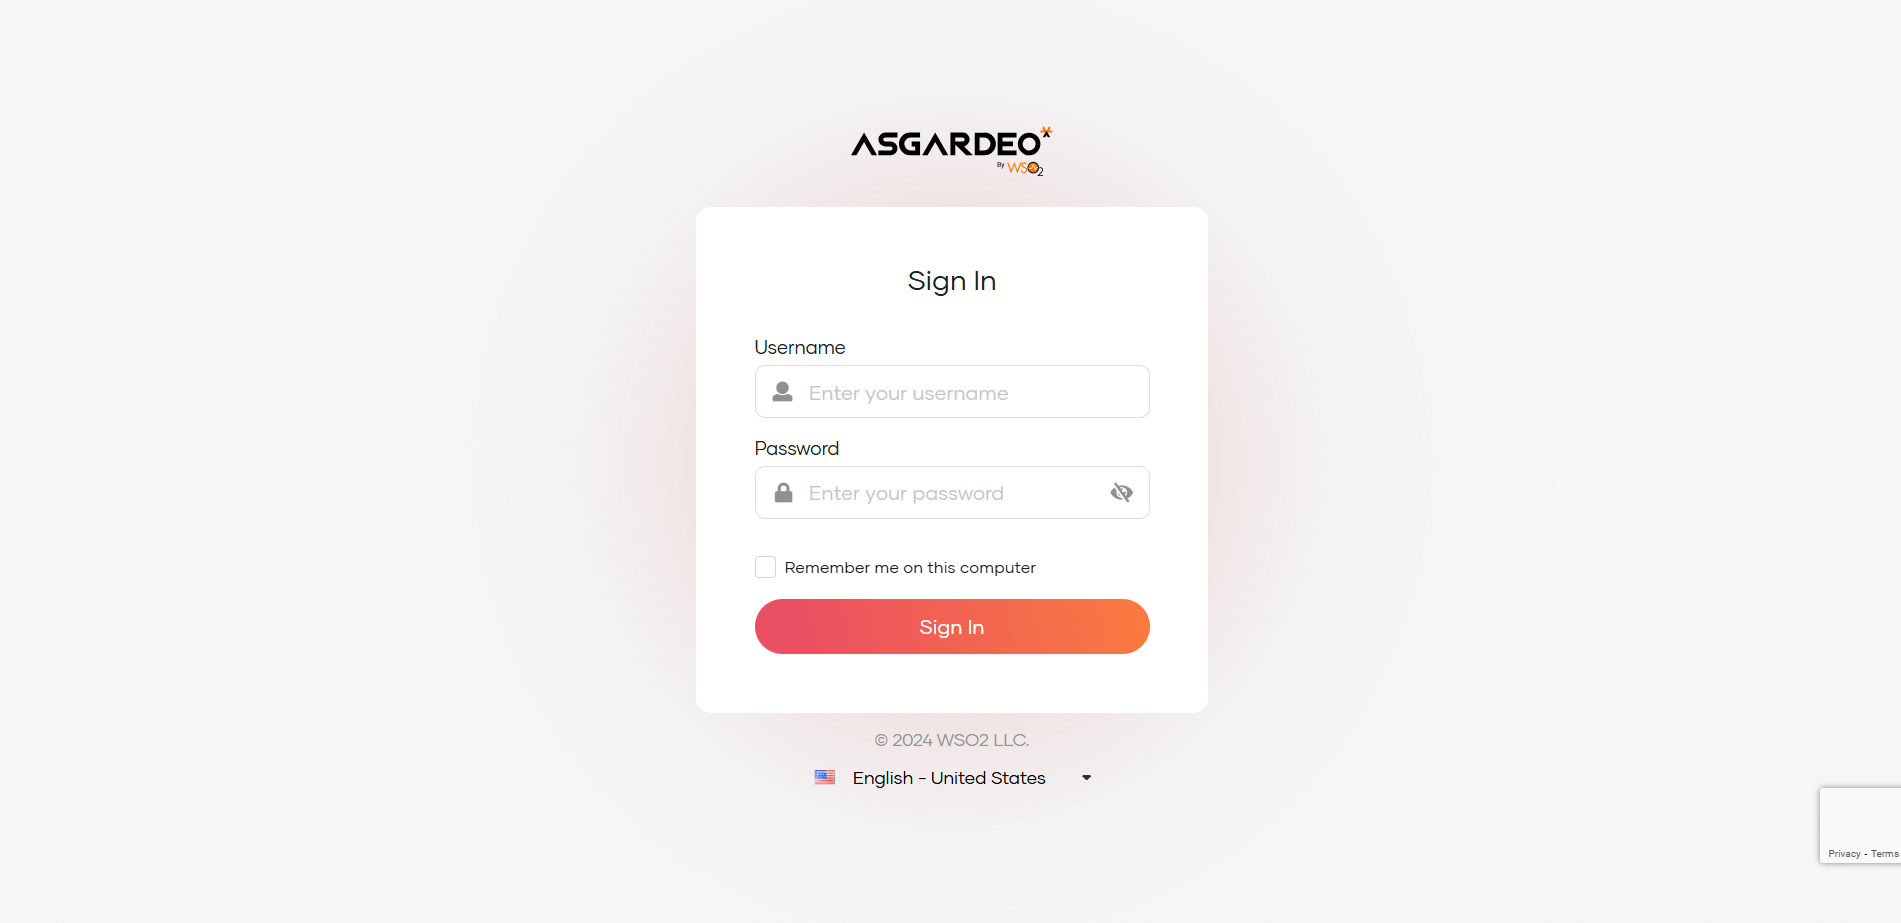 ASGARDEO
By WSO2
Sign In
Username
Enter your username
Password
Enter your password
Remember me on this computer
Sign In
© 2024 WSO2 LLC.
English - United States
Privacy - Terms